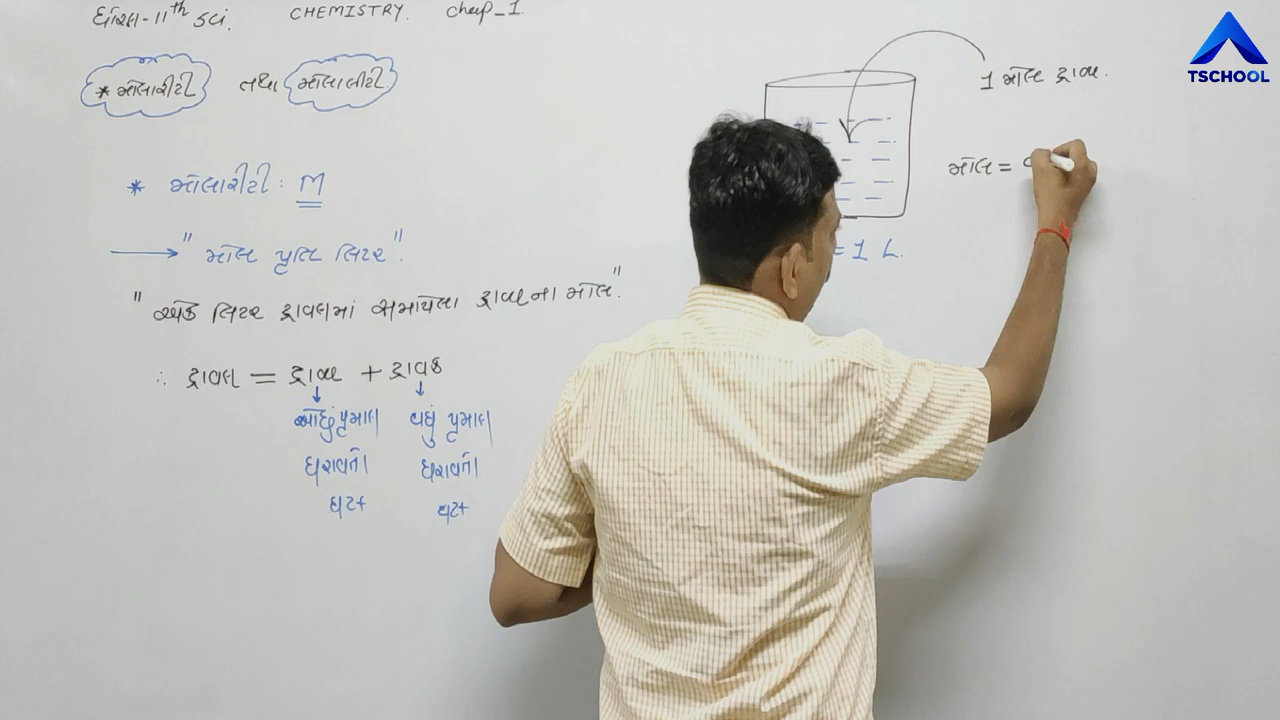 ધોરણ-11th sci. CHEMISTRY. chap_1.
* મોલારીટી તથા મોલાલીટી
* મોલારીટી : M
"મોલ પ્રતિ લિટર".
"એક લિટર દ્રાવણમાં સમાયેલા દ્રાવ્યના મોલ."
∴ દ્રાવણ = દ્રાવ્ય + દ્રાવક
ઓછું પ્રમાણ વધુ પ્રમાણ
ધરાવતો ધરાવતો
ઘટક ઘટક
1 મોલ દ્રાવ્ય.
મોલ =
= 1 L.
TSCHOOL